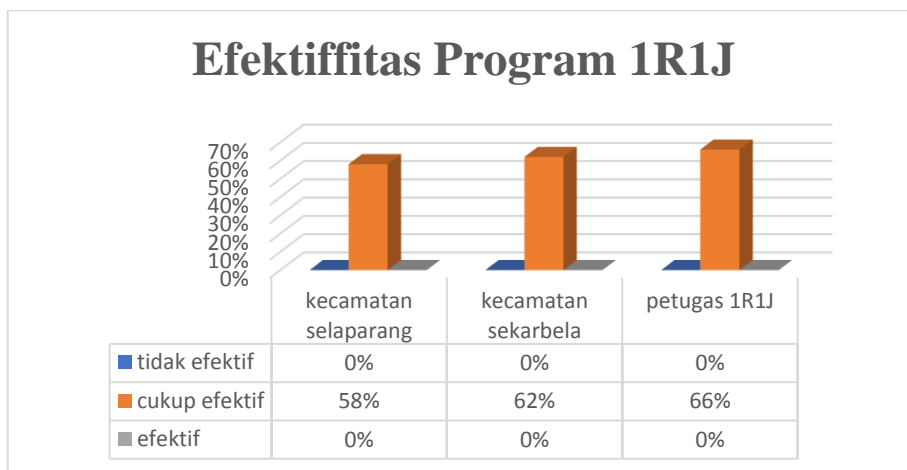 Efektiffitas Program 1R1J
70%
60%
50%
40%
30%
20%
10%
0%
kecamatan selaparang
kecamatan sekarbela
petugas 1R1J
tidak efektif 0% 0% 0%
cukup efektif 58% 62% 66%
efektif 0% 0% 0%